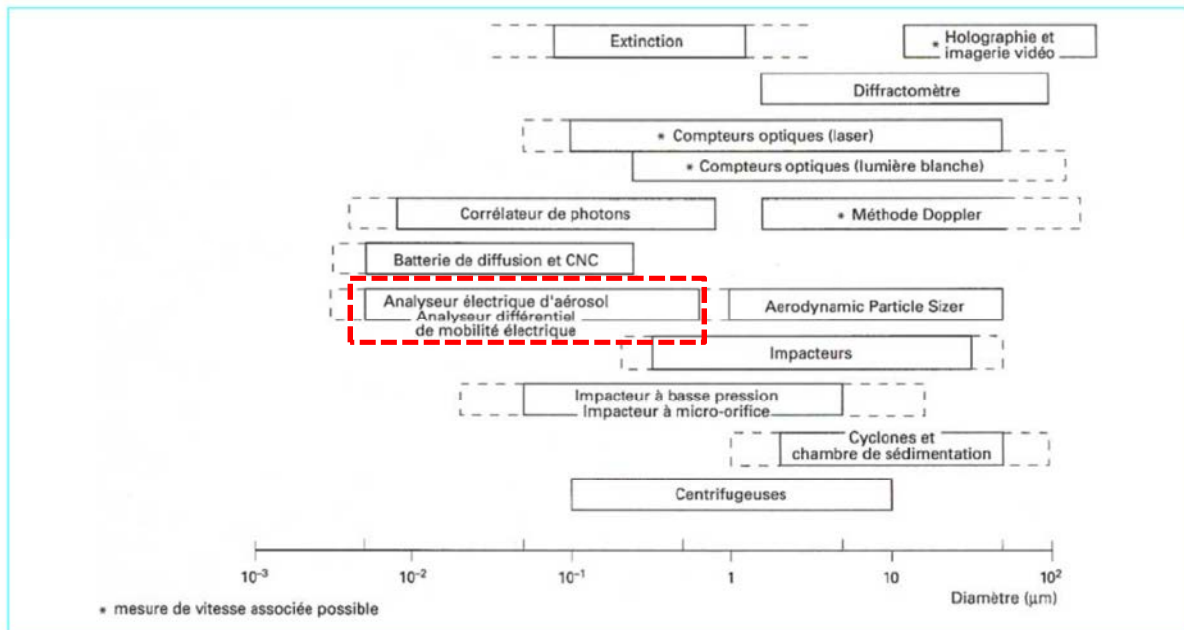 Extinction
* Holographie et
imagerie vidéo
Diffractomètre
* Compteurs optiques (laser)
* Compteurs optiques (lumière blanche)
Corrélateur de photons
* Méthode Doppler
Batterie de diffusion et CNC
Analyseur électrique d'aérosol
Analyseur différentiel
de mobilité électrique
Aerodynamic Particle Sizer
Impacteurs
Impacteur à basse pression
Impacteur à micro-orifice
Cyclones et
chambre de sédimentation
Centrifugeuses
10⁻³ 10⁻² 10⁻¹ 1 10 10²
Diamètre (µm)
* mesure de vitesse associée possible